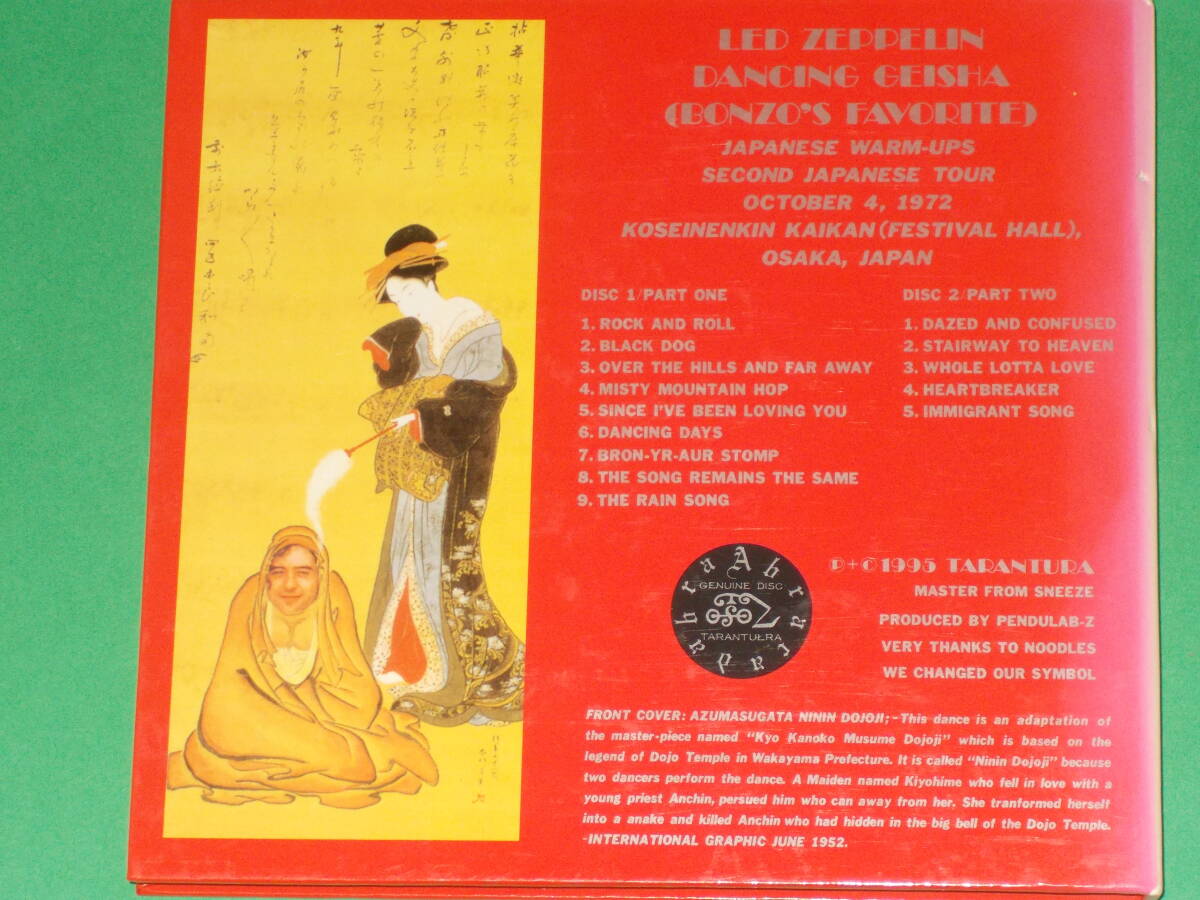 LED ZEPPELIN
DANCING GEISHA
(BONZO'S FAVORITE)
JAPANESE WARM-UPS
SECOND JAPANESE TOUR
OCTOBER 4, 1972
KOSEINENKIN KAIKAN (FESTIVAL HALL),
OSAKA, JAPAN
DISC 1/PART ONE
1. ROCK AND ROLL
2. BLACK DOG
3. OVER THE HILLS AND FAR AWAY
4. MISTY MOUNTAIN HOP
5. SINCE I'VE BEEN LOVING YOU
6. DANCING DAYS
7. BRON-YR-AUR STOMP
8. THE SONG REMAINS THE SAME
9. THE RAIN SONG
DISC 2/PART TWO
1. DAZED AND CONFUSED
2. STAIRWAY TO HEAVEN
3. WHOLE LOTTA LOVE
4. HEARTBREAKER
5. IMMIGRANT SONG
AbraAbrada
GENUINE DISC
TARANTULRA
℗+©1995 TARANTURA
MASTER FROM SNEEZE
PRODUCED BY PENDULAB-Z
VERY THANKS TO NOODLES
WE CHANGED OUR SYMBOL
FRONT COVER: AZUMASUGATA NININ DOJOJI;-This dance is an adaptation of
the master-piece named "Kyo Kanoko Musume Dojoji" which is based on the
legend of Dojo Temple in Wakayama Prefecture. It is called "Ninin Dojoji" because
two dancers perform the dance. A Maiden named Kiyohime who fell in love with a
young priest Anchin, persued him who can away from her. She tranformed herself
into a anake and killed Anchin who had hidden in the big bell of the Dojo Temple.
-INTERNATIONAL GRAPHIC JUNE 1952.